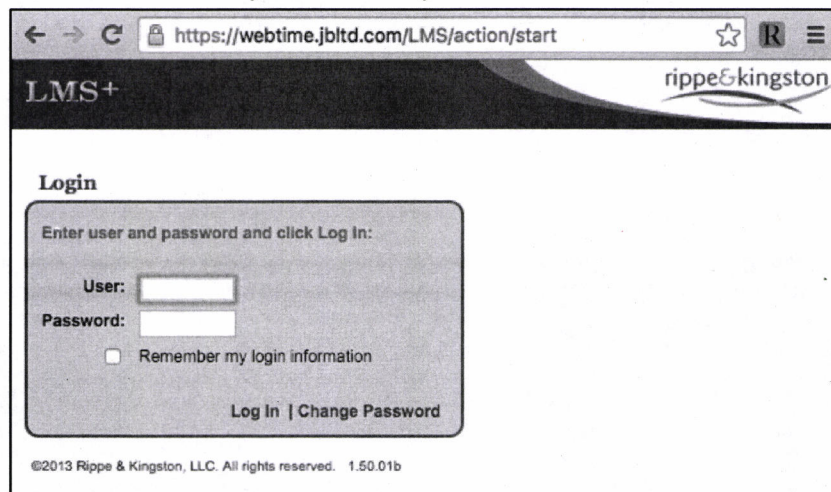 https://webtime.jbltd.com/LMS/action/start
R
LMS+
rippe&kingston
Login
Enter user and password and click Log In:
User:
Password:
Remember my login information
Log In | Change Password
©2013 Rippe & Kingston, LLC. All rights reserved. 1.50.01b